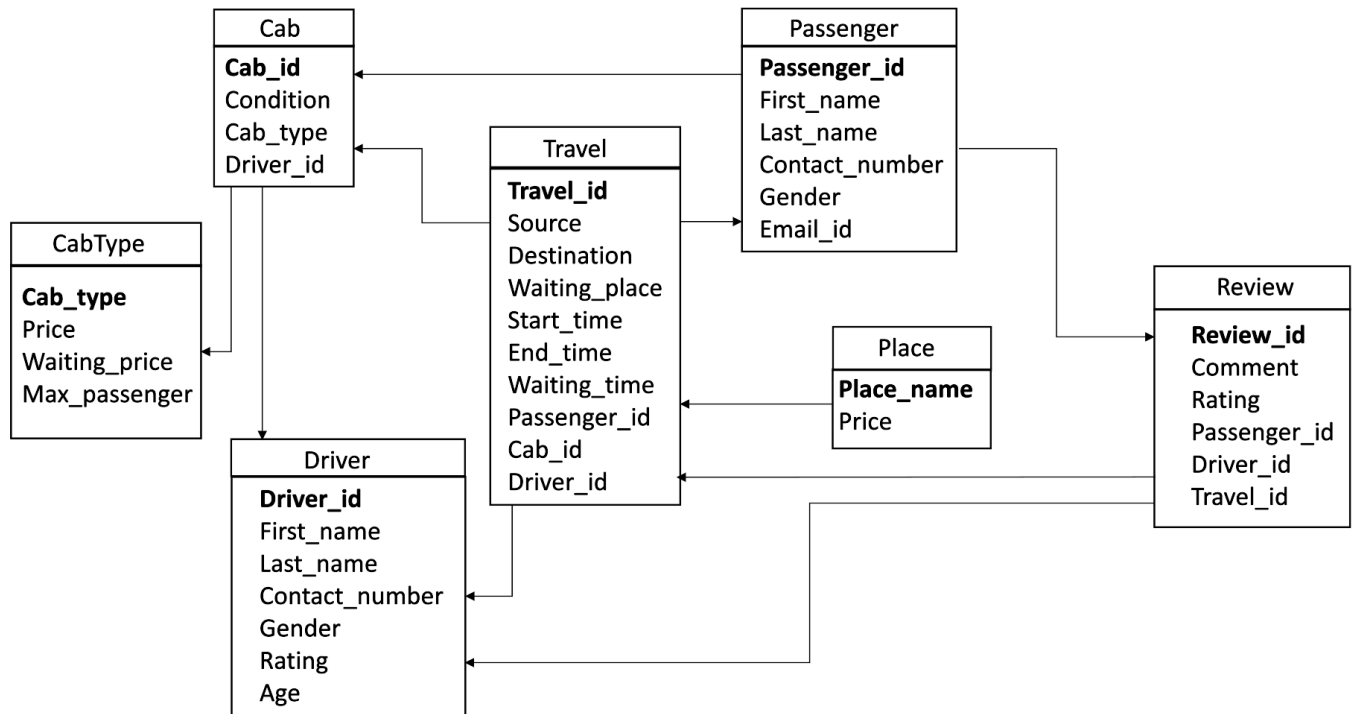 Cab
Cab_id
Condition
Cab_type
Driver_id
Passenger
Passenger_id
First_name
Last_name
Contact_number
Gender
Email_id
Travel
Travel_id
Source
Destination
Waiting_place
Start_time
End_time
Waiting_time
Passenger_id
Cab_id
Driver_id
CabType
Cab_type
Price
Waiting_price
Max_passenger
Review
Review_id
Comment
Rating
Passenger_id
Driver_id
Travel_id
Place
Place_name
Price
Driver
Driver_id
First_name
Last_name
Contact_number
Gender
Rating
Age